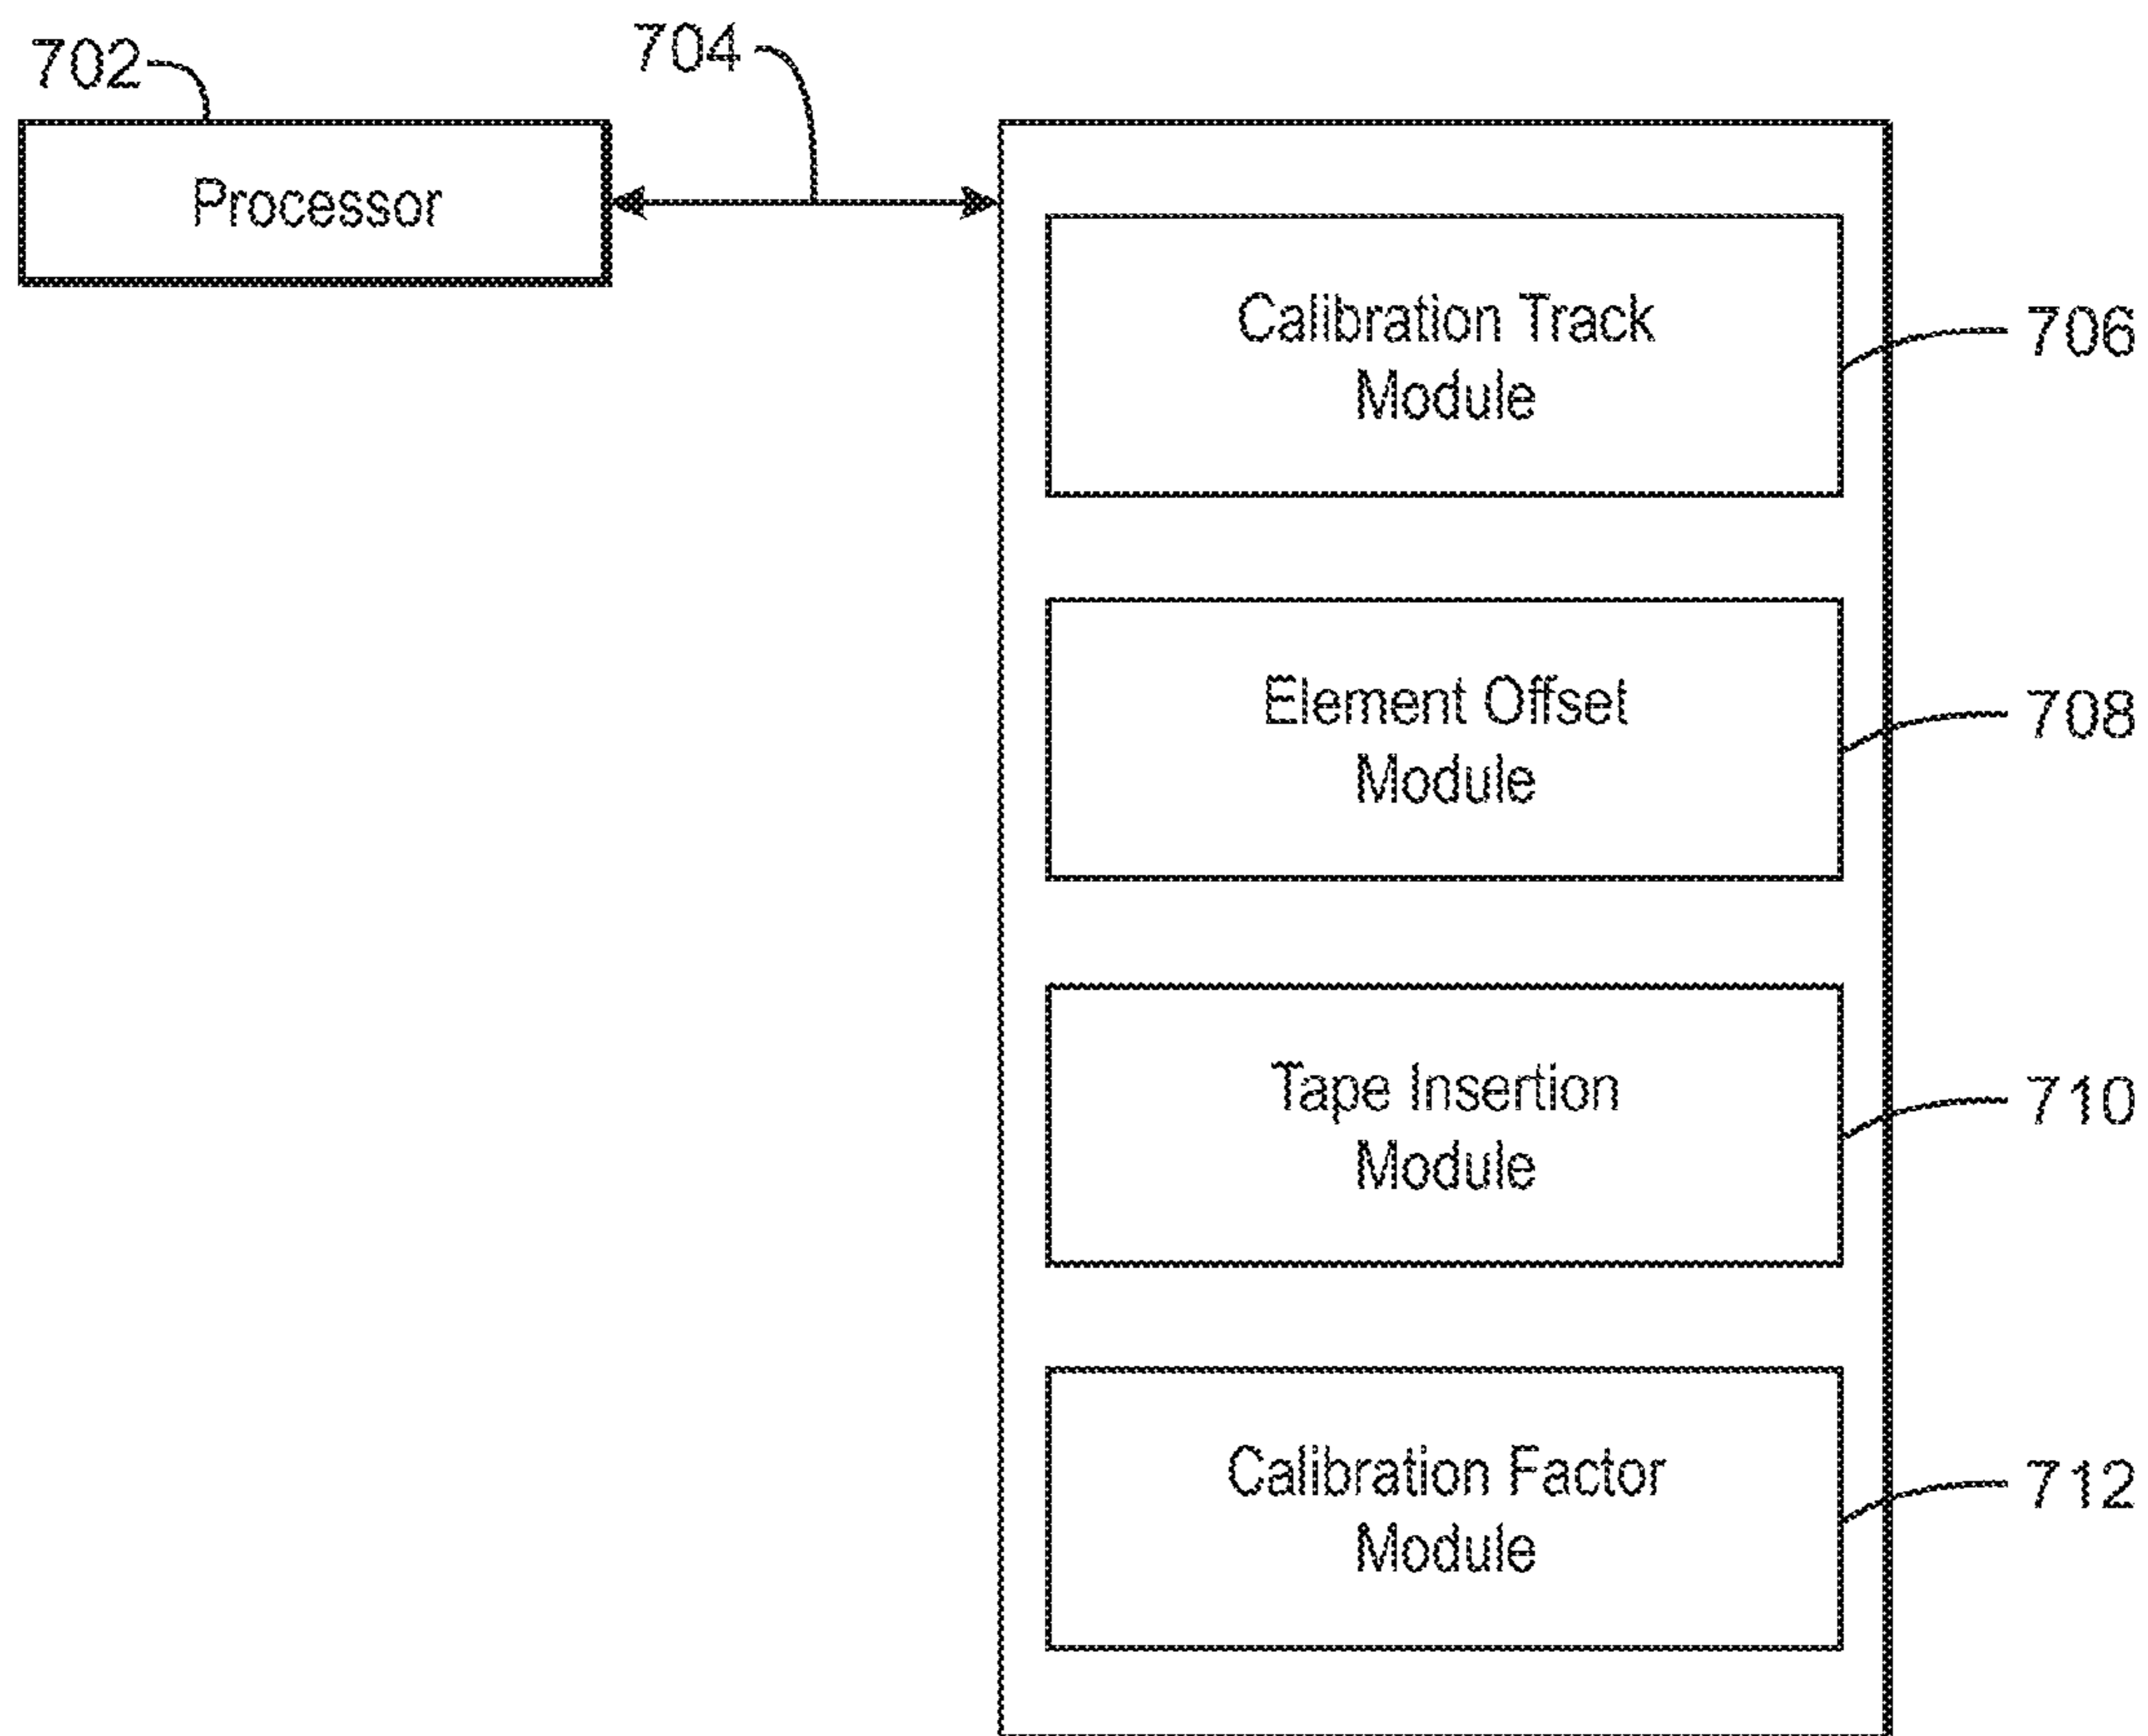 702
704
Processor
Calibration Track
Module
706
Element Offset
Module
708
Tape Insertion
Module
710
Calibration Factor
Module
712